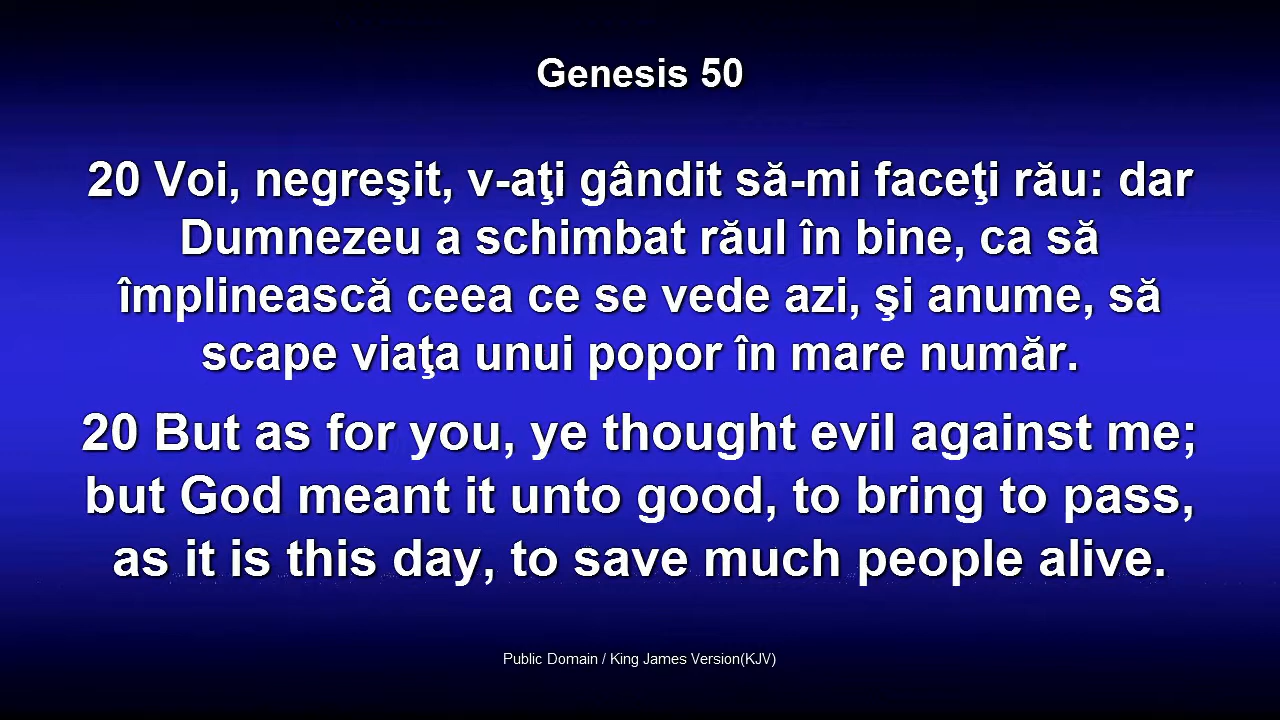 Genesis 50
20 Voi, negreşit, v-aţi gândit să-mi faceţi rău: dar
Dumnezeu a schimbat răul în bine, ca să
împlinească ceea ce se vede azi, şi anume, să
scape viaţa unui popor în mare număr.
20 But as for you, ye thought evil against me;
but God meant it unto good, to bring to pass,
as it is this day, to save much people alive.
Public Domain / King James Version(KJV)